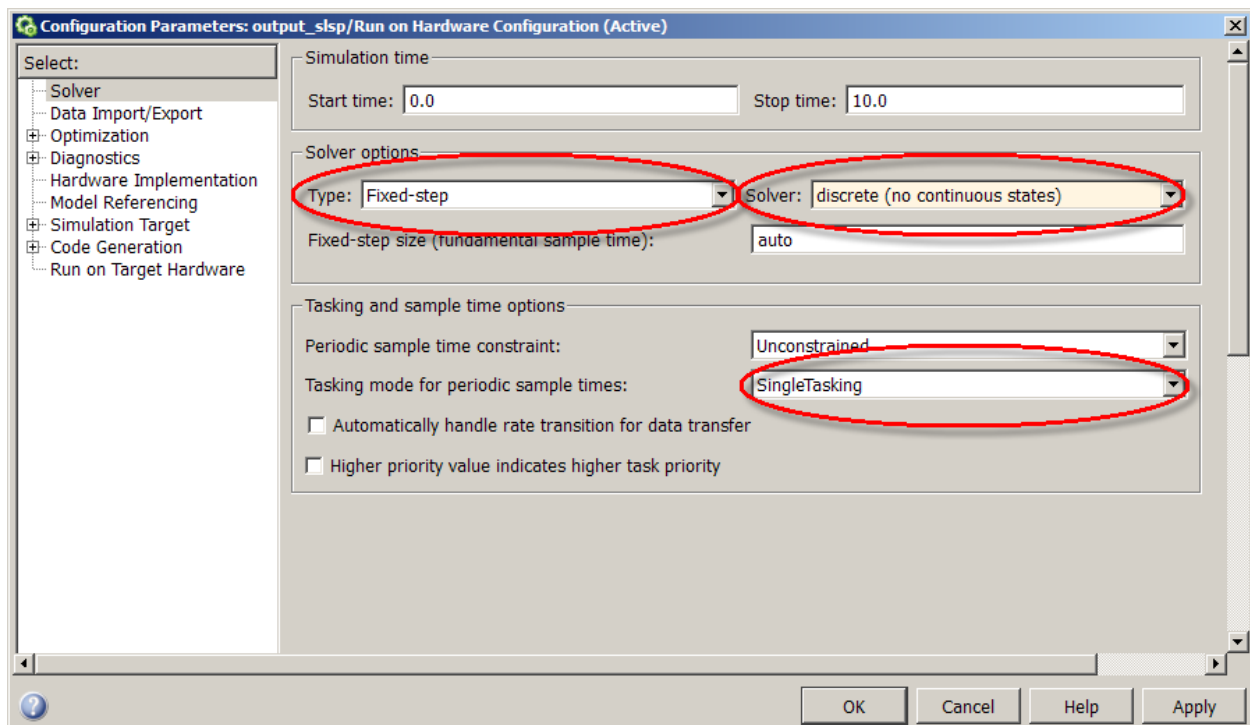 Configuration Parameters: output_slsp/Run on Hardware Configuration (Active)
Select:
Solver
Data Import/Export
Optimization
Diagnostics
Hardware Implementation
Model Referencing
Simulation Target
Code Generation
Run on Target Hardware
Simulation time
Start time: 0.0 Stop time: 10.0
Solver options
Type: Fixed-step Solver: discrete (no continuous states)
Fixed-step size (fundamental sample time): auto
Tasking and sample time options
Periodic sample time constraint: Unconstrained
Tasking mode for periodic sample times: SingleTasking
Automatically handle rate transition for data transfer
Higher priority value indicates higher task priority
OK Cancel Help Apply